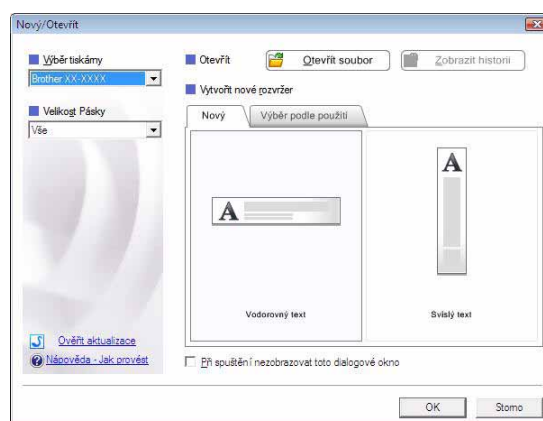 Nový/Otevřít
Výběr tiskárny
Brother XX-XXXX
Velikost Pásky
Vše
Ověřit aktualizace
Nápověda - Jak provést
Otevřít
Otevřít soubor
Zobrazit historii
Vytvořit nové rozvržer
Nový
Výběr podle použití
A
Vodorovný text
A
Svislý text
Při spuštění nezobrazovat toto dialogové okno
OK
Storno